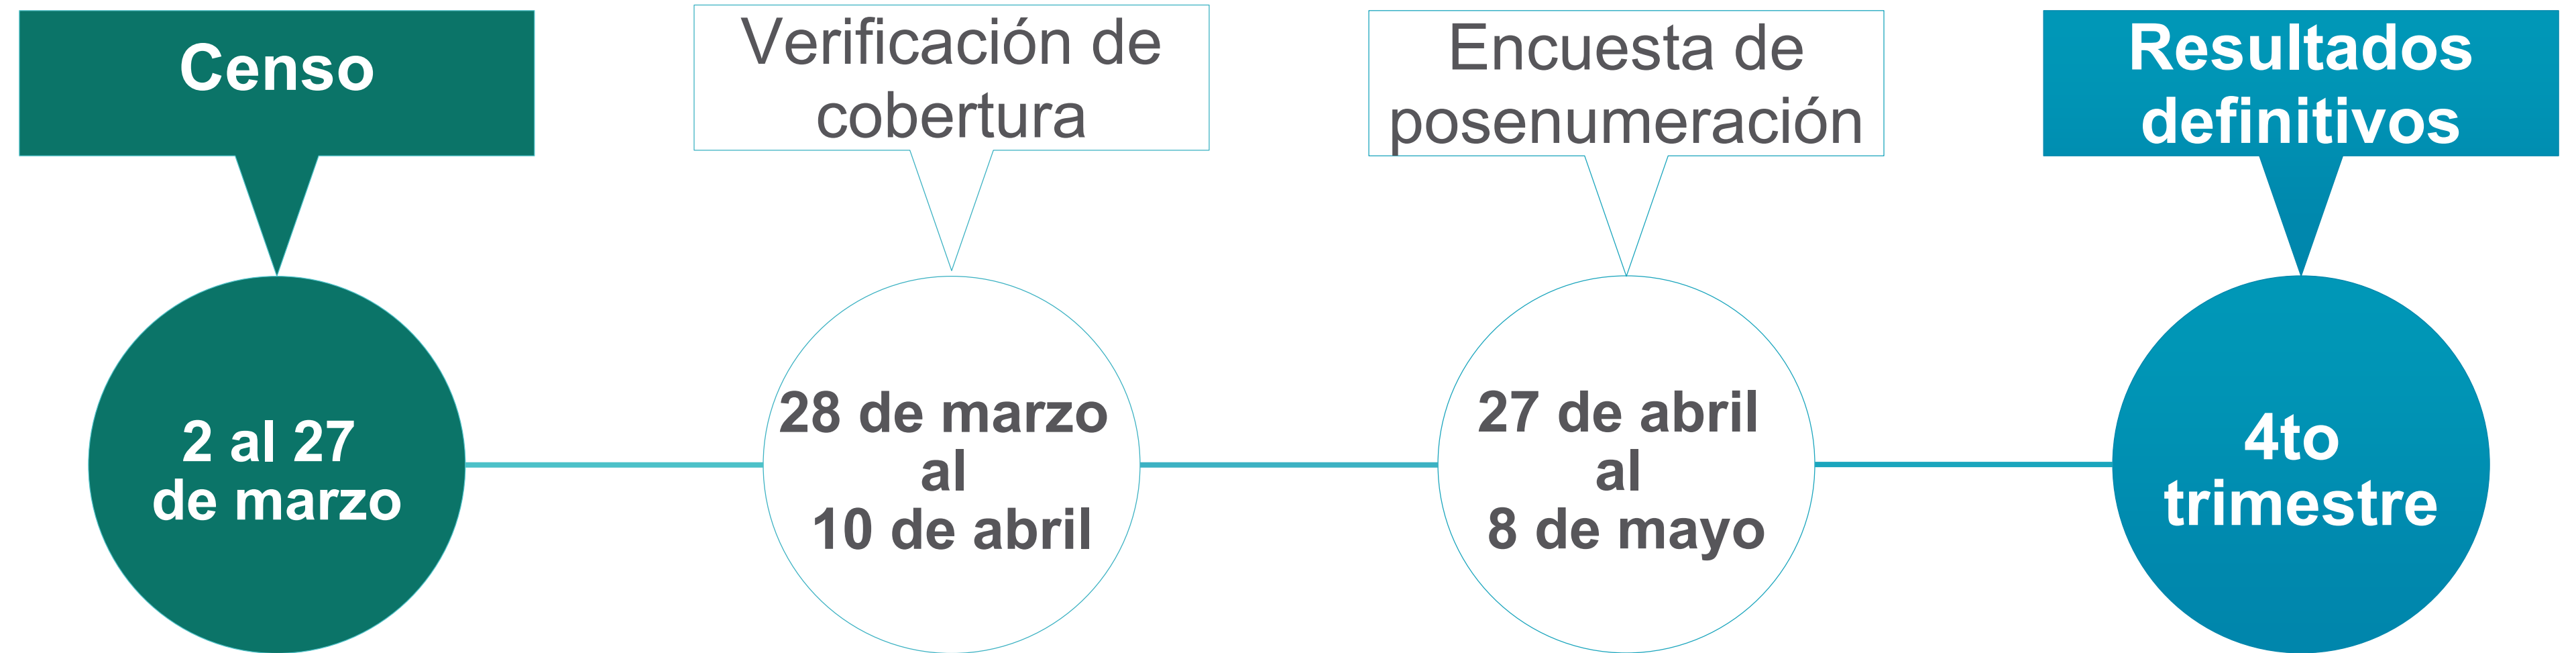 Censo
2 al 27
de marzo
Verificación de
cobertura
28 de marzo
al
10 de abril
Encuesta de
posenumeración
27 de abril
al
8 de mayo
Resultados
definitivos
4to
trimestre